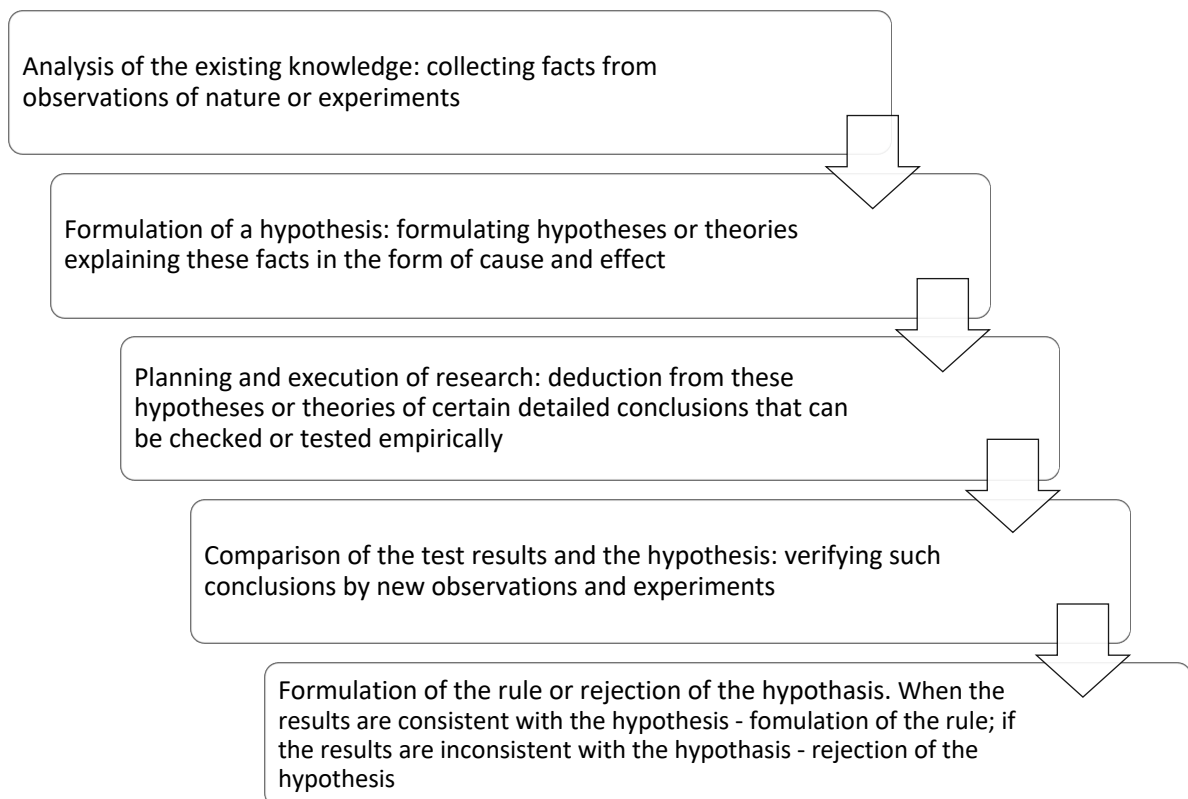 Analysis of the existing knowledge: collecting facts from
observations of nature or experiments
Formulation of a hypothesis: formulating hypotheses or theories
explaining these facts in the form of cause and effect
Planning and execution of research: deduction from these
hypotheses or theories of certain detailed conclusions that can
be checked or tested empirically
Comparison of the test results and the hypothesis: verifying such
conclusions by new observations and experiments
Formulation of the rule or rejection of the hypothasis. When the
results are consistent with the hypothesis - fomulation of the rule; if
the results are inconsistent with the hypothasis - rejection of the
hypothesis